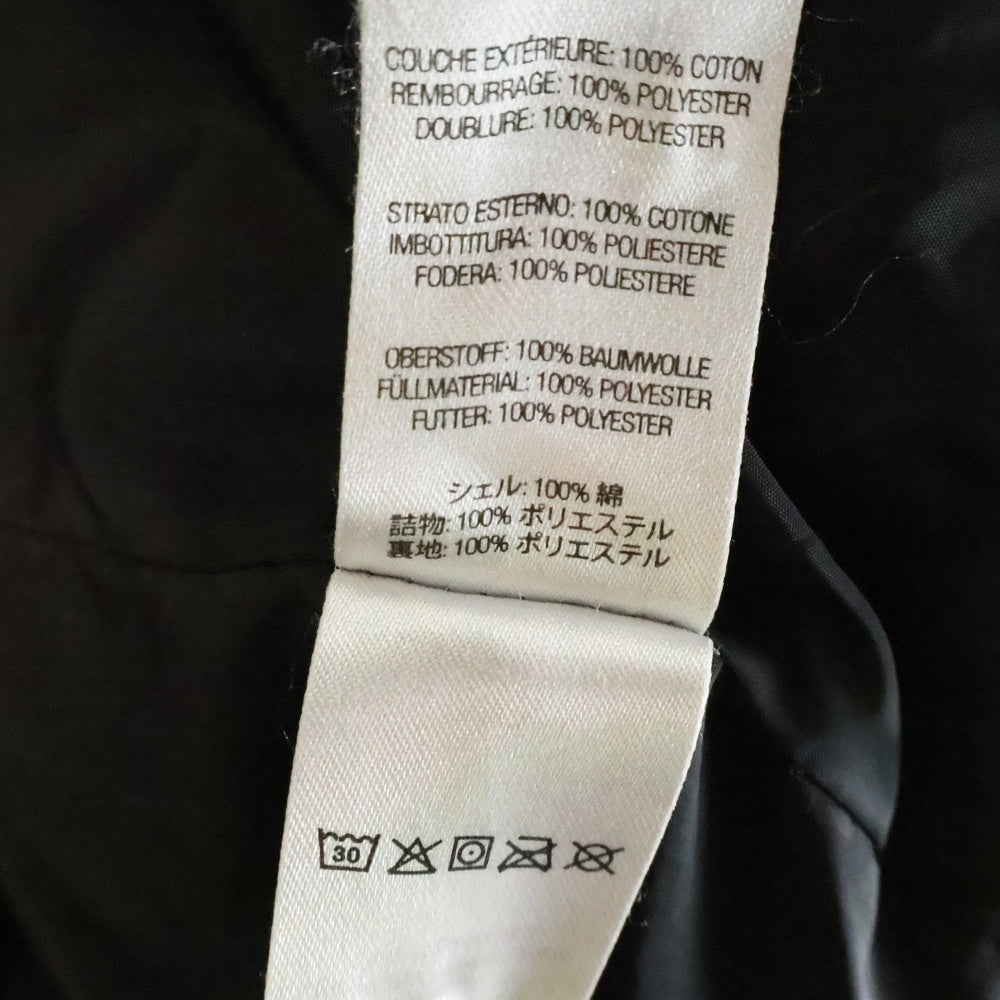 COUCHE EXTÉRIEURE: 100% COTON
REMBOURRAGE: 100% POLYESTER
DOUBLURE: 100% POLYESTER
STRATO ESTERNO: 100% COTONE
IMBOTTITURA: 100% POLIESTERE
FODERA: 100% POLIESTERE
OBERSTOFF: 100% BAUMWOLLE
FÜLLMATERIAL: 100% POLYESTER
FUTTER: 100% POLYESTER
シェル: 100% 綿
詰物: 100% ポリエステル
裏地: 100% ポリエステル
30